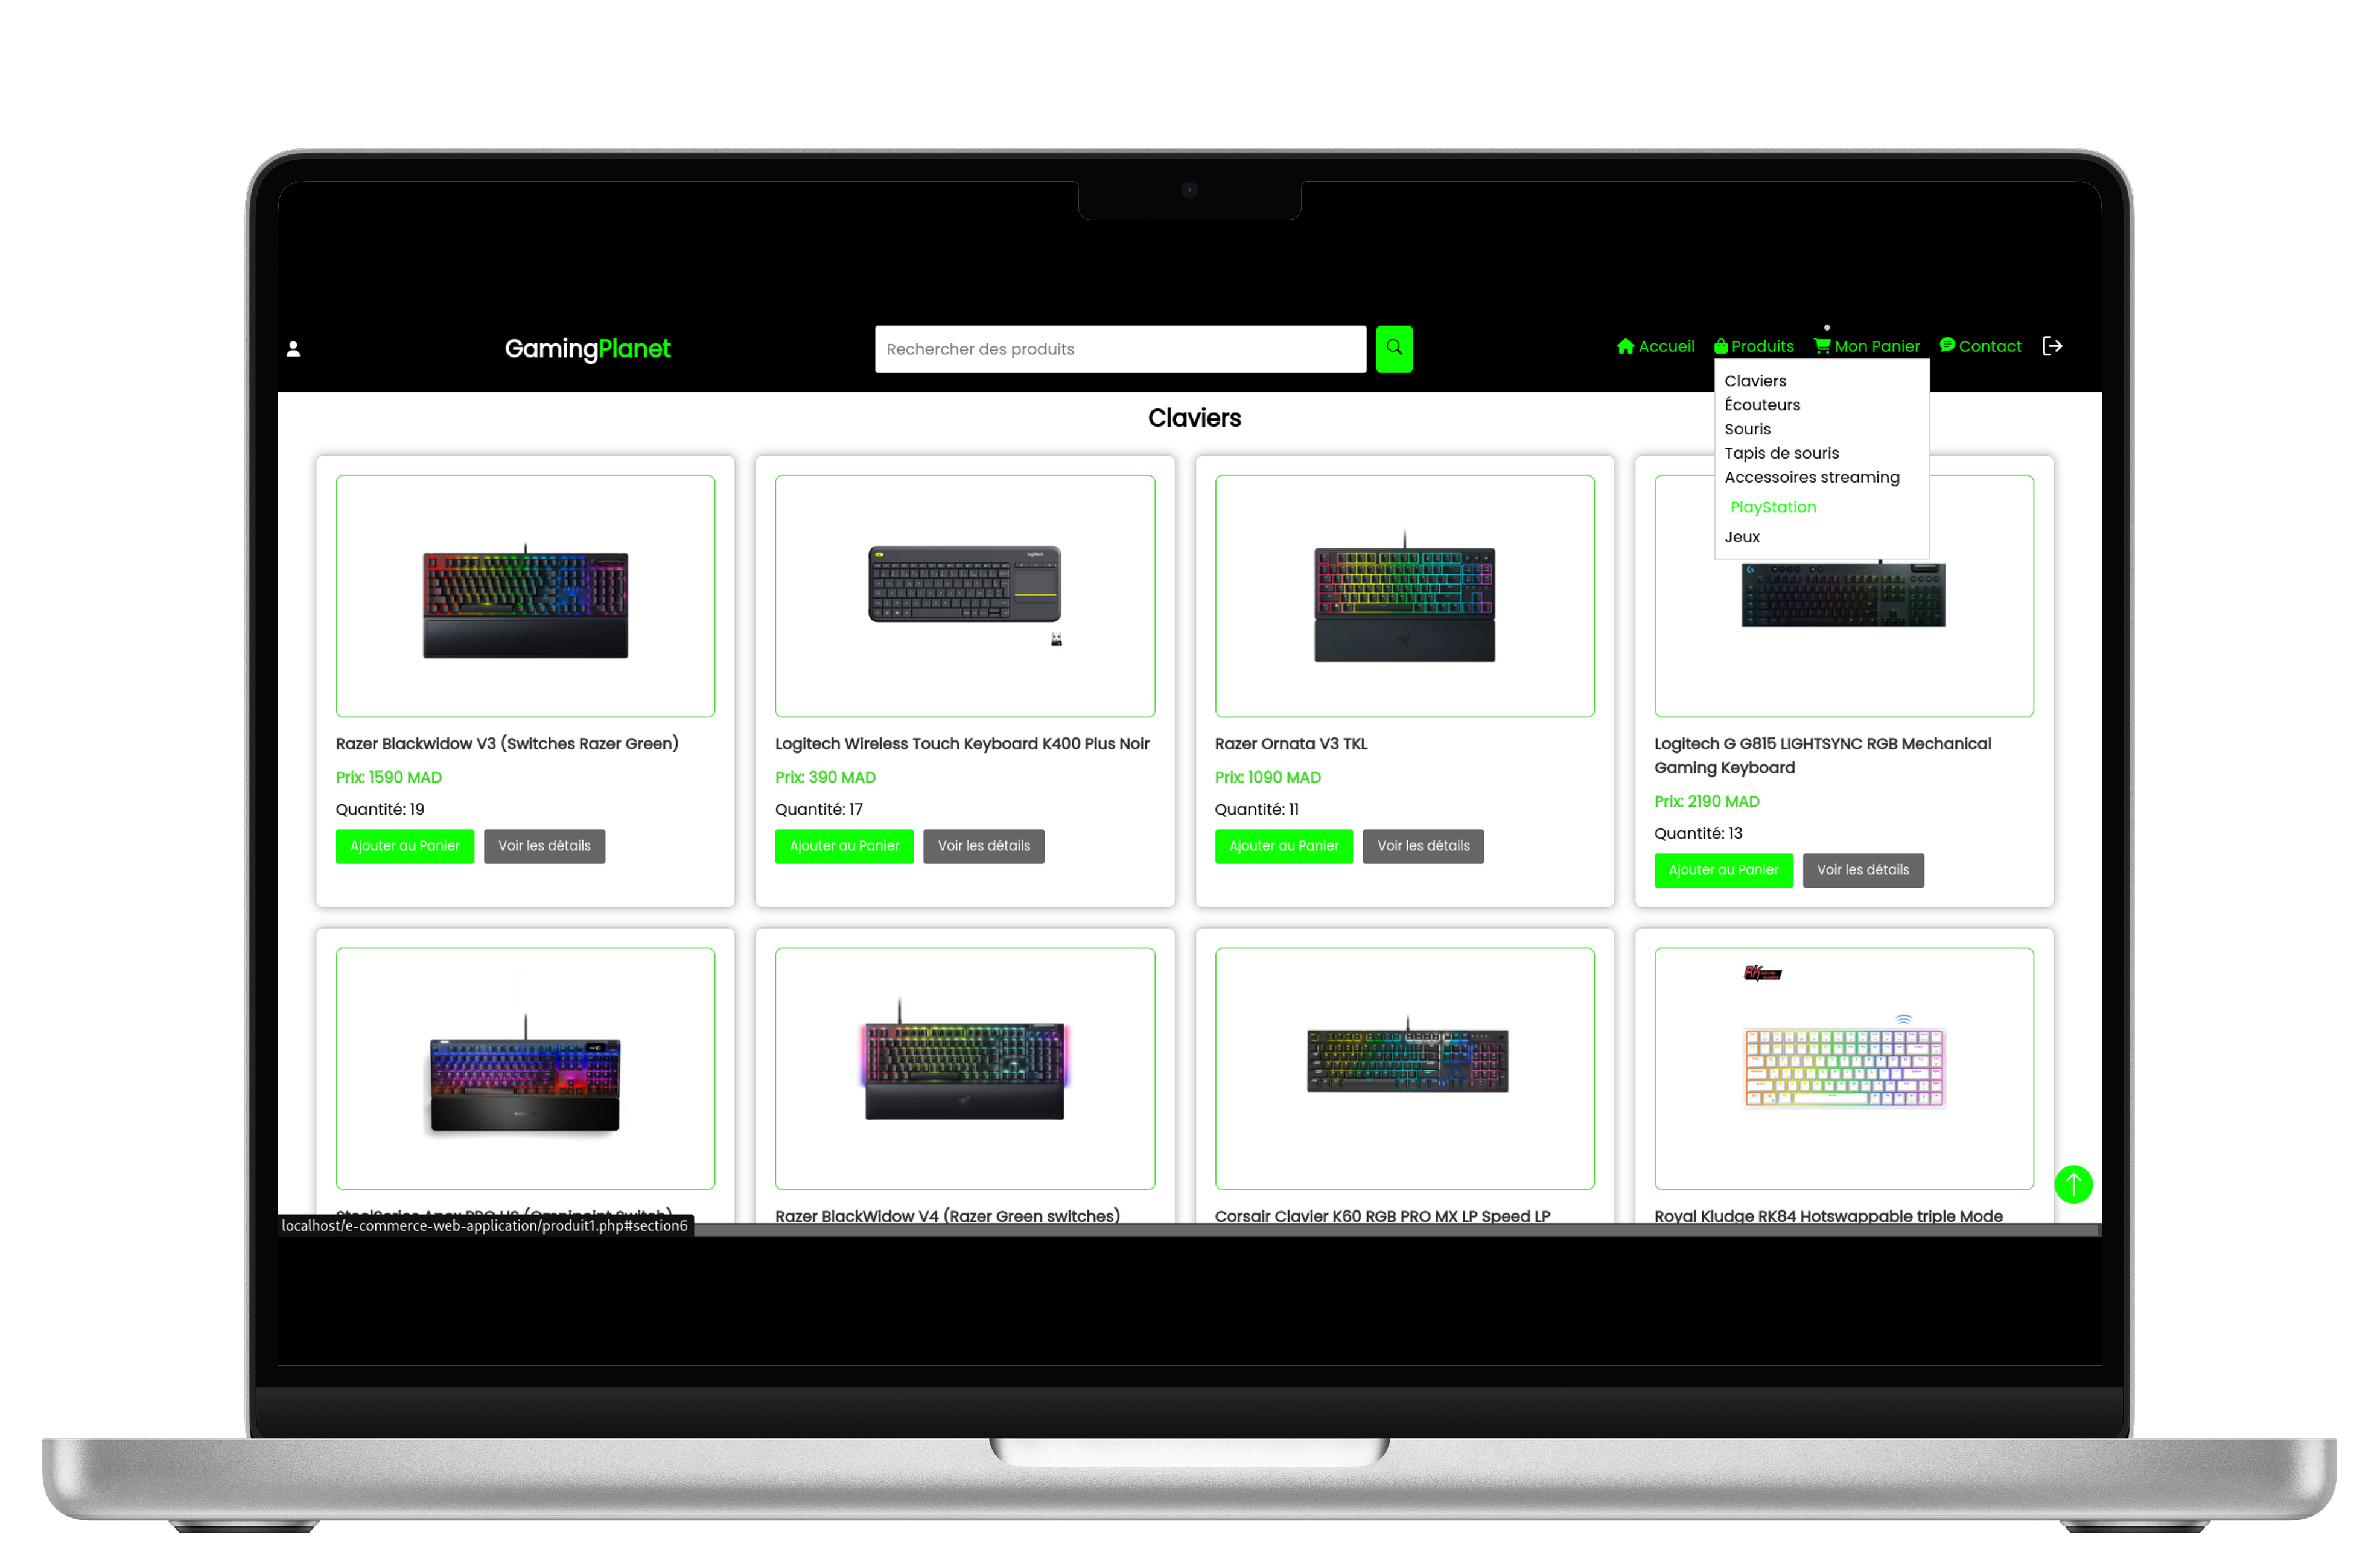 GamingPlanet
Rechercher des produits
Accueil
Produits
Mon Panier
Contact
Claviers
Écouteurs
Souris
Tapis de souris
Accessoires streaming
PlayStation
Jeux
Claviers
Razer Blackwidow V3 (Switches Razer Green)
Prix: 1590 MAD
Quantité: 19
Ajouter au Panier
Voir les détails
Logitech Wireless Touch Keyboard K400 Plus Noir
Prix: 390 MAD
Quantité: 17
Ajouter au Panier
Voir les détails
Razer Ornata V3 TKL
Prix: 1090 MAD
Quantité: 11
Ajouter au Panier
Voir les détails
Logitech G G815 LIGHTSYNC RGB Mechanical
Gaming Keyboard
Prix: 2190 MAD
Quantité: 13
Ajouter au Panier
Voir les détails
SteelSeries Apex PRO US (Omnipoint Switch)
Razer BlackWidow V4 (Razer Green switches)
Corsair Clavier K60 RGB PRO MX LP Speed LP
Royal Kludge RK84 Hotswappable triple Mode
localhost/e-commerce-web-application/produit1.php#section6